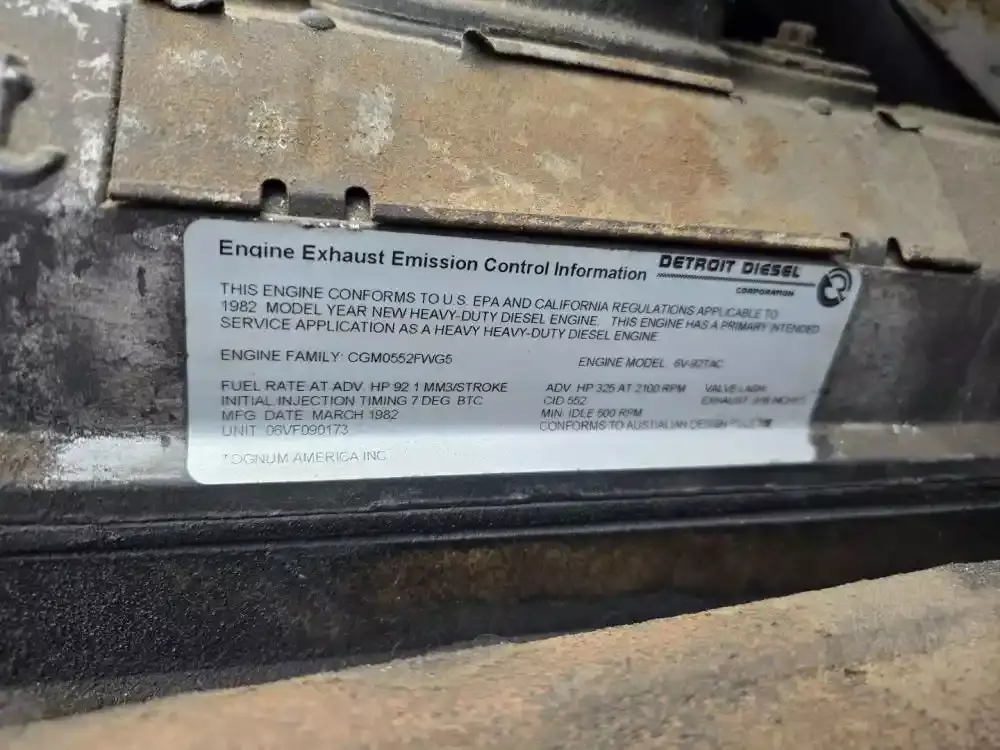 Engine Exhaust Emission Control Information
DETROIT DIESEL
CORPORATION
THIS ENGINE CONFORMS TO U.S. EPA AND CALIFORNIA REGULATIONS APPLICABLE TO
1982 MODEL YEAR NEW HEAVY-DUTY DIESEL ENGINE. THIS ENGINE HAS A PRIMARY INTENDED
SERVICE APPLICATION AS A HEAVY HEAVY-DUTY DIESEL ENGINE
ENGINE FAMILY: CGM0552FWG5
ENGINE MODEL: 6V-92TAC
FUEL RATE AT ADV. HP 92.1 MM3/STROKE
INITIAL INJECTION TIMING 7 DEG. BTC
MFG. DATE MARCH 1982
UNIT: 06VF090173
ADV. HP 325 AT 2100 RPM
CID 552
MIN. IDLE 500 RPM
CONFORMS TO AUSTRALIAN DESIGN
VALVE LASH:
EXHAUST
TOGNUM AMERICA INC